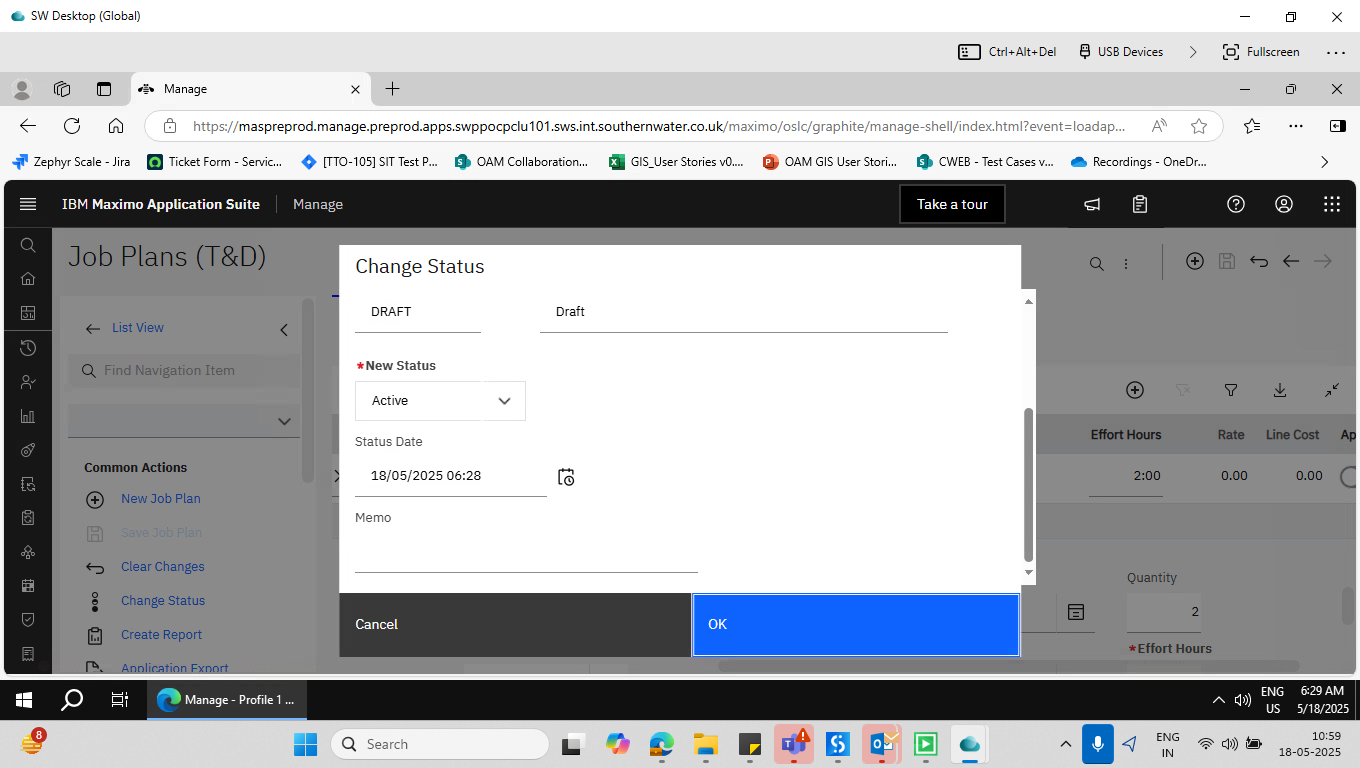 SW Desktop (Global)
Ctrl+Alt+Del
USB Devices
Fullscreen
Manage
https://maspreprod.manage.preprod.apps.swppocpclu101.sws.int.southernwater.co.uk/maximo/oslc/graphite/manage-shell/index.html?event=loadap...
Zephyr Scale - Jira
Ticket Form - Servic...
[TTO-105] SIT Test P...
OAM Collaboration...
GIS_User Stories v0....
OAM GIS User Stori...
CWEB - Test Cases v...
Recordings - OneDr...
IBM Maximo Application Suite
Manage
Take a tour
Job Plans (T&D)
List View
Find Navigation Item
Common Actions
New Job Plan
Save Job Plan
Clear Changes
Change Status
Create Report
Application Export
Change Status
DRAFT
Draft
*New Status
Active
Status Date
18/05/2025 06:28
Memo
Cancel
OK
Effort Hours
Rate
Line Cost
Ap
2:00
0.00
0.00
Quantity
2
*Effort Hours
Manage - Profile 1 ...
ENG
US
6:29 AM
5/18/2025
8
Search
ENG
IN
10:59
18-05-2025